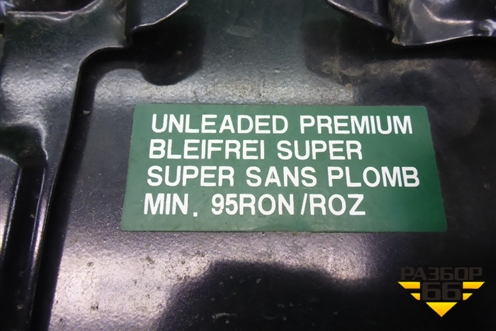 UNLEADED PREMIUM
BLEIFREI SUPER
SUPER SANS PLOMB
MIN. 95RON/ROZ
РАЗБОР
66